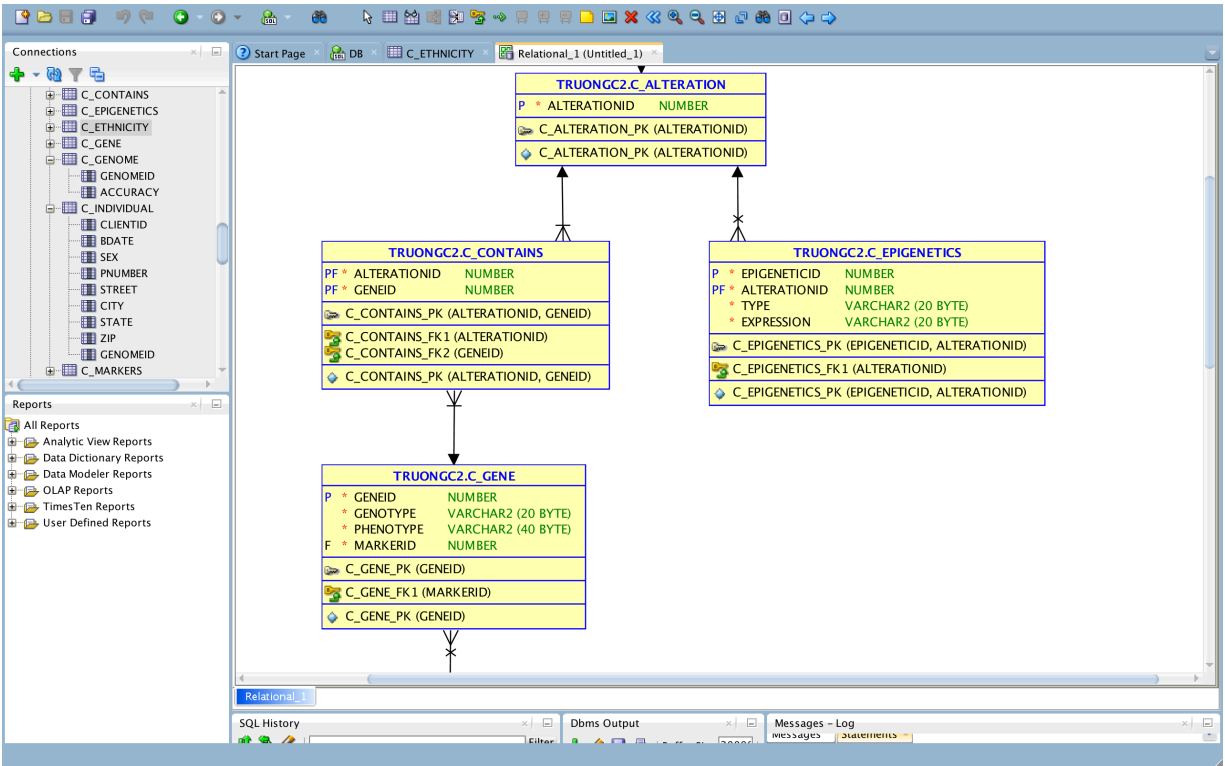 Connections
Start Page
DB
C_ETHNICITY
Relational_1 (Untitled_1)
C_CONTAINS
C_EPIGENETICS
C_ETHNICITY
C_GENE
C_GENOME
GENOMEID
ACCURACY
C_INDIVIDUAL
CLIENTID
BDATE
SEX
PNUMBER
STREET
CITY
STATE
ZIP
GENOMEID
C_MARKERS
Reports
All Reports
Analytic View Reports
Data Dictionary Reports
Data Modeler Reports
OLAP Reports
TimesTen Reports
User Defined Reports
TRUONGC2.C_ALTERATION
P * ALTERATIONID NUMBER
C_ALTERATION_PK (ALTERATIONID)
C_ALTERATION_PK (ALTERATIONID)
TRUONGC2.C_CONTAINS
PF * ALTERATIONID NUMBER
PF * GENEID NUMBER
C_CONTAINS_PK (ALTERATIONID, GENEID)
C_CONTAINS_FK1 (ALTERATIONID)
C_CONTAINS_FK2 (GENEID)
C_CONTAINS_PK (ALTERATIONID, GENEID)
TRUONGC2.C_EPIGENETICS
P * EPIGENETICID NUMBER
PF * ALTERATIONID NUMBER
* TYPE VARCHAR2 (20 BYTE)
* EXPRESSION VARCHAR2 (20 BYTE)
C_EPIGENETICS_PK (EPIGENETICID, ALTERATIONID)
C_EPIGENETICS_FK1 (ALTERATIONID)
C_EPIGENETICS_PK (EPIGENETICID, ALTERATIONID)
TRUONGC2.C_GENE
P * GENEID NUMBER
* GENOTYPE VARCHAR2 (20 BYTE)
* PHENOTYPE VARCHAR2 (40 BYTE)
F * MARKERID NUMBER
C_GENE_PK (GENEID)
C_GENE_FK1 (MARKERID)
C_GENE_PK (GENEID)
Relational_1
SQL History
Filter
Dbms Output
Messages - Log
Messages
Statements